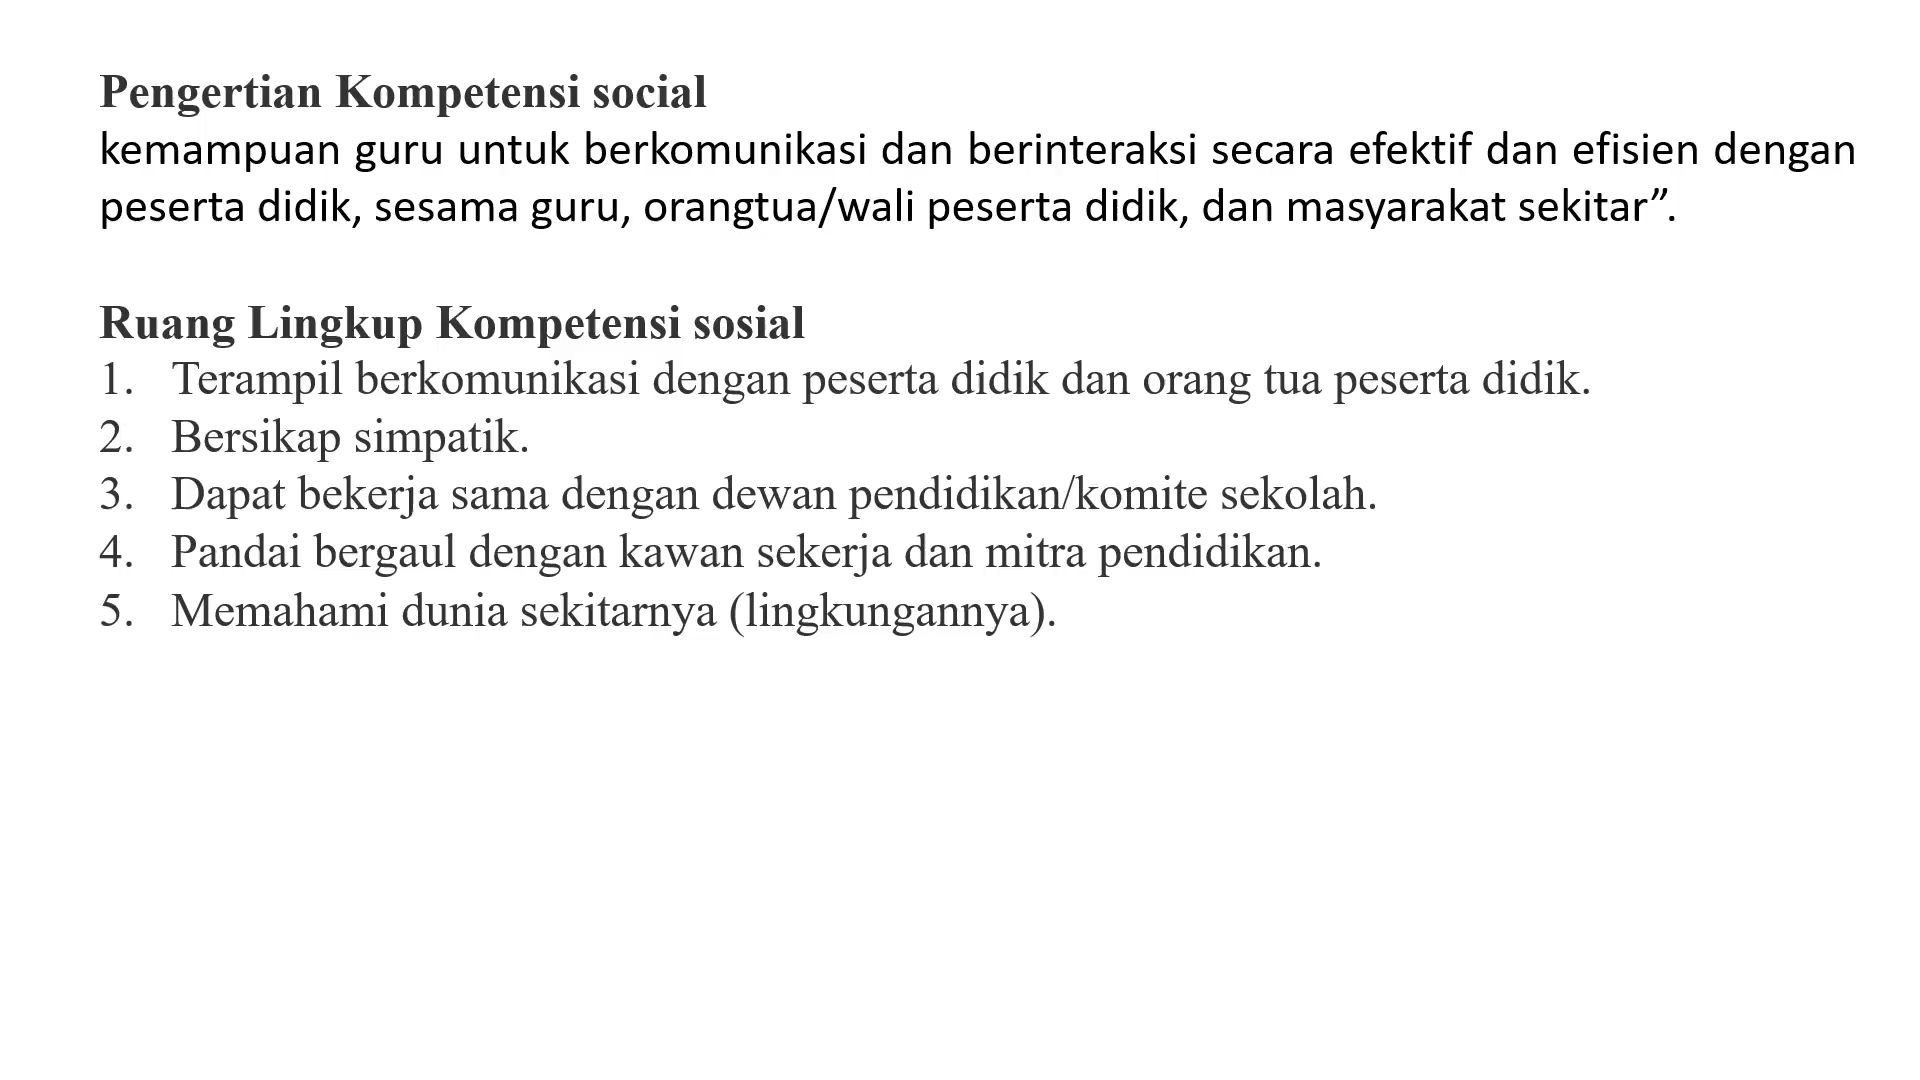 Pengertian Kompetensi social
kemampuan guru untuk berkomunikasi dan berinteraksi secara efektif dan efisien dengan
peserta didik, sesama guru, orangtua/wali peserta didik, dan masyarakat sekitar”.
Ruang Lingkup Kompetensi sosial
1. Terampil berkomunikasi dengan peserta didik dan orang tua peserta didik.
2. Bersikap simpatik.
3. Dapat bekerja sama dengan dewan pendidikan/komite sekolah.
4. Pandai bergaul dengan kawan sekerja dan mitra pendidikan.
5. Memahami dunia sekitarnya (lingkungannya).